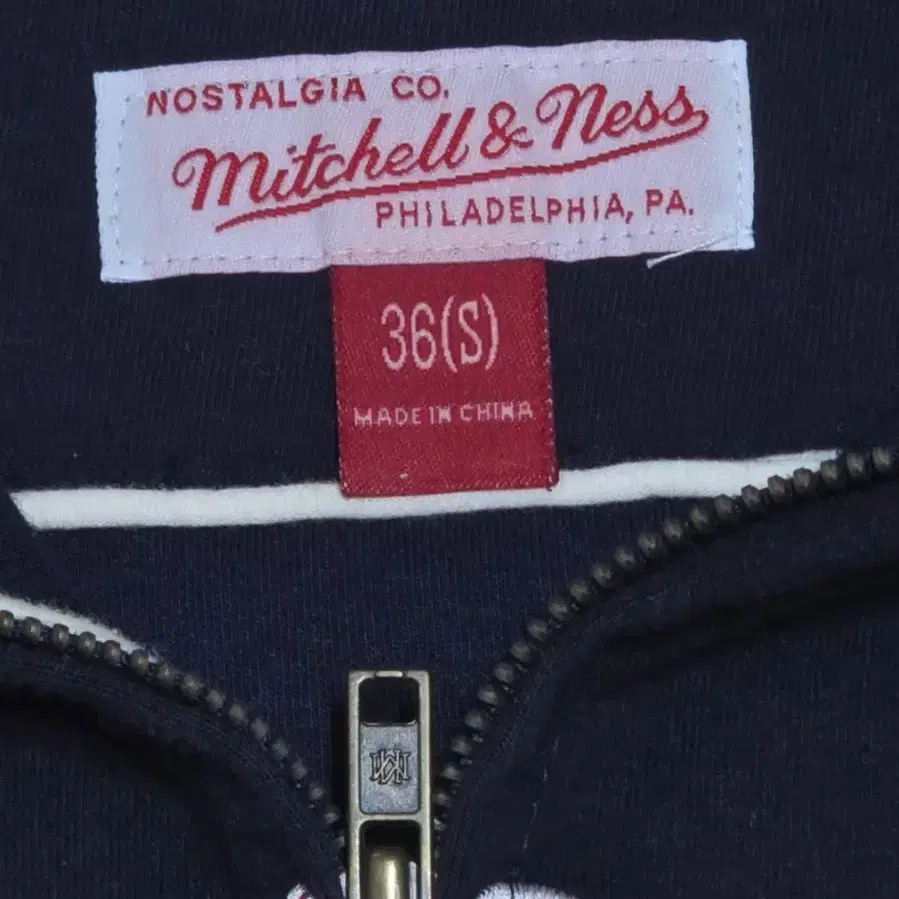 NOSTALGIA CO.
Mitchell & Ness
PHILADELPHIA, PA.
36(S)
MADE IN CHINA